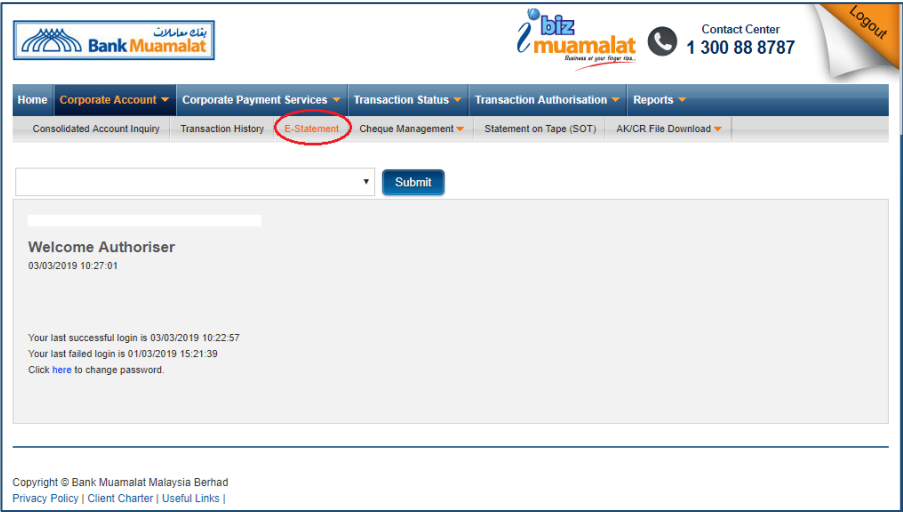 بنك معاملات
Bank Muamalat
i biz
muamalat
Business at your finger tips...
Contact Center
1 300 88 8787
Logout
Home Corporate Account Corporate Payment Services Transaction Status Transaction Authorisation Reports
Consolidated Account Inquiry Transaction History E-Statement Cheque Management Statement on Tape (SOT) AK/CR File Download
Submit
Welcome Authoriser
03/03/2019 10:27:01
Your last successful login is 03/03/2019 10:22:57
Your last failed login is 01/03/2019 15:21:39
Click here to change password.
Copyright © Bank Muamalat Malaysia Berhad
Privacy Policy | Client Charter | Useful Links |